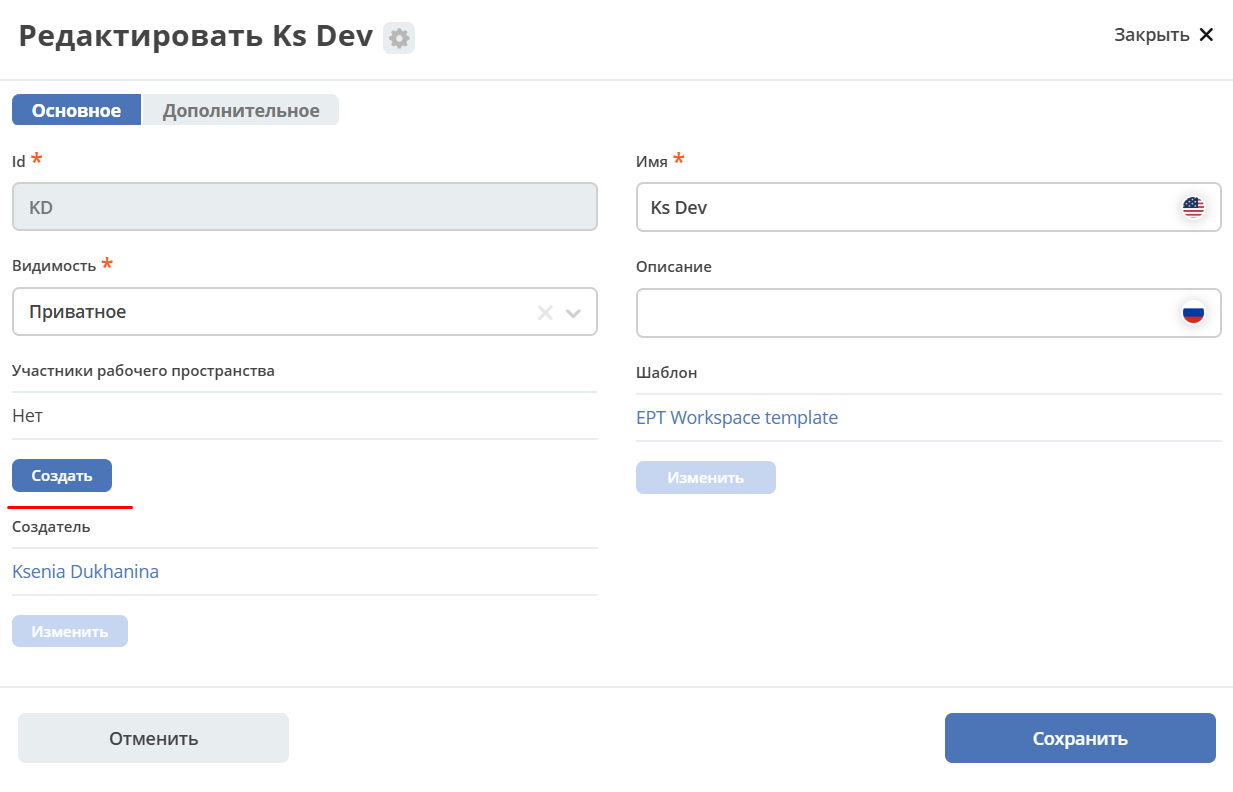 Редактировать Ks Dev
Закрыть
Основное
Дополнительное
Id *
KD
Имя *
Ks Dev
Видимость *
Приватное
Описание
Участники рабочего пространства
Нет
Создать
Шаблон
EPT Workspace template
Изменить
Создатель
Ksenia Dukhanina
Изменить
Отменить
Сохранить